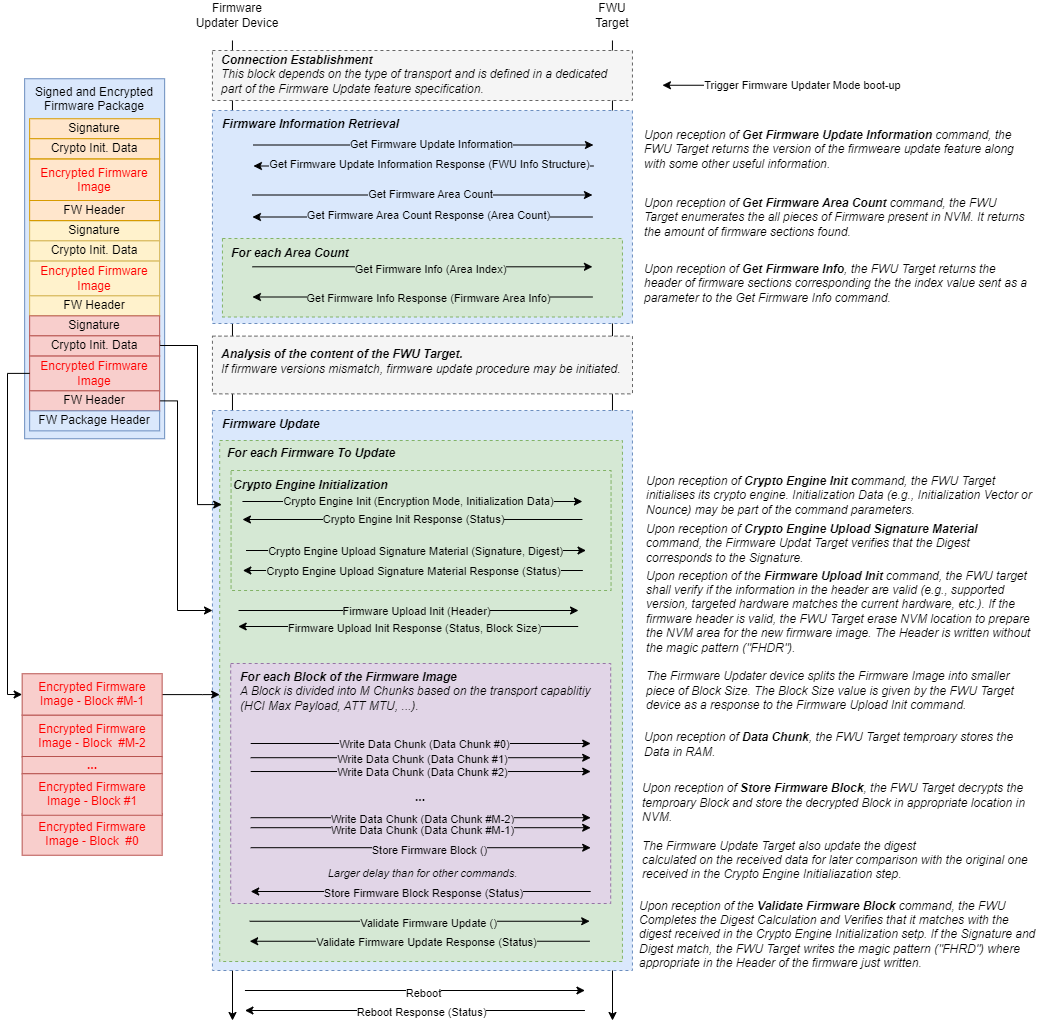 Firmware
Updater Device
FWU
Target
Connection Establishment
This block depends on the type of transport and is defined in a dedicated
part of the Firmware Update feature specification.
Trigger Firmware Updater Mode boot-up
Signed and Encrypted
Firmware Package
Signature
Crypto Init. Data
Encrypted Firmware
Image
FW Header
Signature
Crypto Init. Data
Encrypted Firmware
Image
FW Header
Signature
Crypto Init. Data
Encrypted Firmware
Image
FW Header
FW Package Header
Firmware Information Retrieval
Get Firmware Update Information
Get Firmware Update Information Response (FWU Info Structure)
Get Firmware Area Count
Get Firmware Area Count Response (Area Count)
For each Area Count
Get Firmware Info (Area Index)
Get Firmware Info Response (Firmware Area Info)
Upon reception of Get Firmware Update Information command, the
FWU Target returns the version of the firmweare update feature along
with some other useful information.
Upon reception of Get Firmware Area Count command, the FWU
Target enumerates the all pieces of Firmware present in NVM. It returns
the amount of firmware sections found.
Upon reception of Get Firmware Info, the FWU Target returns the
header of firmware sections corresponding the the index value sent as a
parameter to the Get Firmware Info command.
Analysis of the content of the FWU Target.
If firmware versions mismatch, firmware update procedure may be initiated.
Firmware Update
For each Firmware To Update
Crypto Engine Initialization
Crypto Engine Init (Encryption Mode, Initialization Data)
Crypto Engine Init Response (Status)
Crypto Engine Upload Signature Material (Signature, Digest)
Crypto Engine Upload Signature Material Response (Status)
Firmware Upload Init (Header)
Firmware Upload Init Response (Status, Block Size)
Upon reception of Crypto Engine Init command, the FWU Target
initialises its crypto engine. Initialization Data (e.g., Initialization Vector or
Nounce) may be part of the command parameters.
Upon reception of Crypto Engine Upload Signature Material
command, the Firmware Updat Target verifies that the Digest
corresponds to the Signature.
Upon reception of the Firmware Upload Init command, the FWU target
shall verify if the information in the header are valid (e.g., supported
version, targeted hardware matches the current hardware, etc.). If the
firmware header is valid, the FWU Target erase NVM location to prepare
the NVM area for the new firmware image. The Header is written without
the magic pattern ("FHDR").
Encrypted Firmware
Image - Block #M-1
Encrypted Firmware
Image - Block #M-2
...
Encrypted Firmware
Image - Block #1
Encrypted Firmware
Image - Block #0
For each Block of the Firmware Image
A Block is divided into M Chunks based on the transport capablitiy
(HCI Max Payload, ATT MTU, ...).
Write Data Chunk (Data Chunk #0)
Write Data Chunk (Data Chunk #1)
Write Data Chunk (Data Chunk #2)
...
Write Data Chunk (Data Chunk #M-2)
Write Data Chunk (Data Chunk #M-1)
Store Firmware Block ()
Larger delay than for other commands.
Store Firmware Block Response (Status)
Validate Firmware Update ()
Validate Firmware Update Response (Status)
The Firmware Updater device splits the Firmware Image into smaller
piece of Block Size. The Block Size value is given by the FWU Target
device as a response to the Firmware Upload Init command.
Upon reception of Data Chunk, the FWU Target temproary stores the
Data in RAM.
Upon reception of Store Firmware Block, the FWU Target decrypts the
temproary Block and store the decrypted Block in appropriate location in
NVM.
The Firmware Update Target also update the digest
calculated on the received data for later comparison with the original one
received in the Crypto Engine Initialiazation step.
Upon reception of the Validate Firmware Block command, the FWU
Completes the Digest Calculation and Verifies that it matches with the
digest received in the Crypto Engine Initialization setp. If the Signature and
Digest match, the FWU Target writes the magic pattern ("FHRD") where
appropriate in the Header of the firmware just written.
Reboot
Reboot Response (Status)